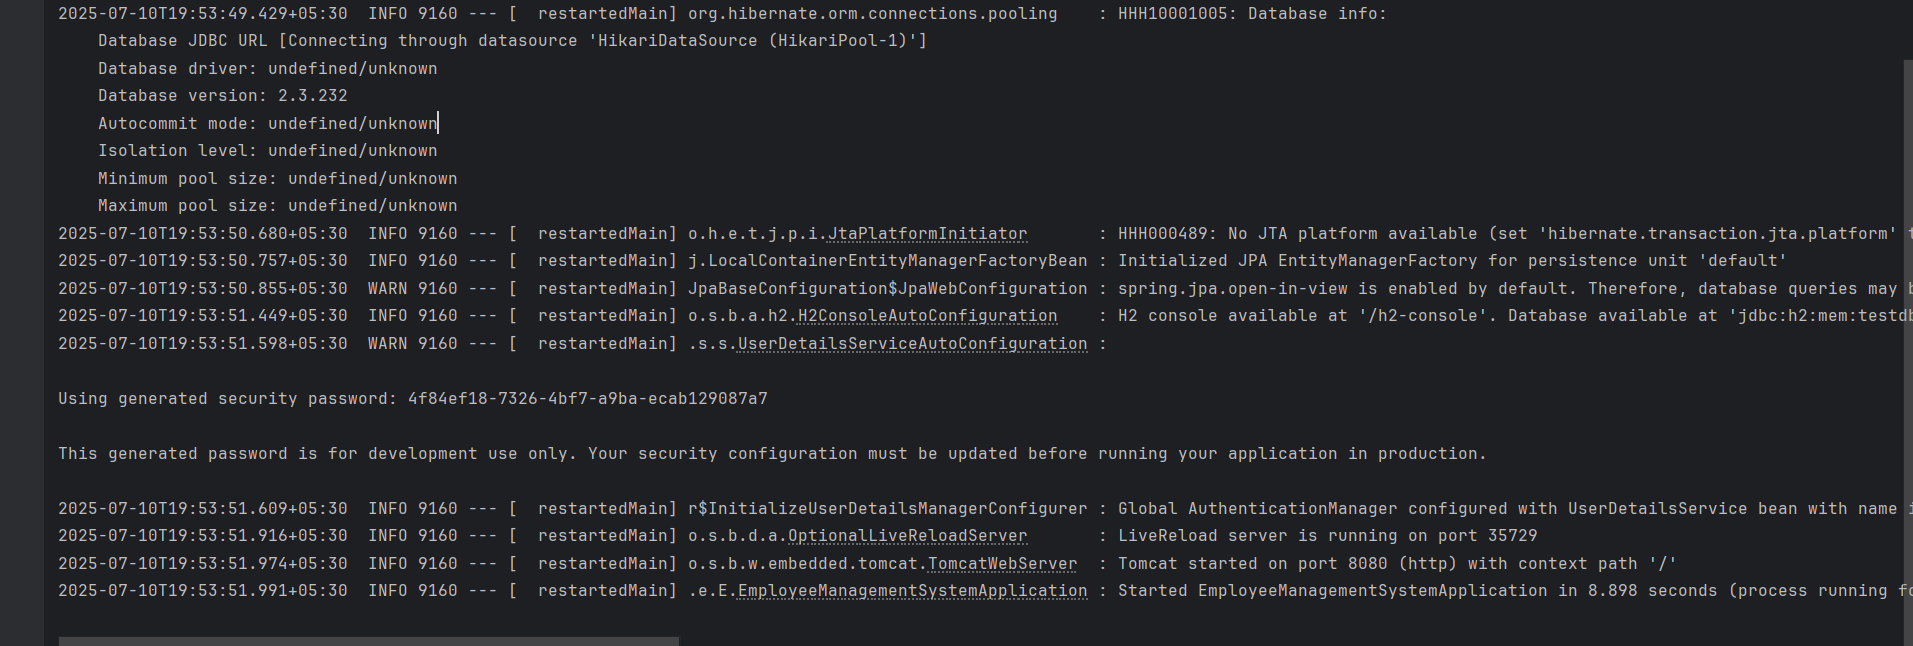 2025-07-10T19:53:49.429+05:30  INFO 9160 --- [  restartedMain] org.hibernate.orm.connections.pooling    : HHH10001005: Database info:
    Database JDBC URL [Connecting through datasource 'HikariDataSource (HikariPool-1)']
    Database driver: undefined/unknown
    Database version: 2.3.232
    Autocommit mode: undefined/unknown
    Isolation level: undefined/unknown
    Minimum pool size: undefined/unknown
    Maximum pool size: undefined/unknown
2025-07-10T19:53:50.680+05:30  INFO 9160 --- [  restartedMain] o.h.e.t.j.p.i.JtaPlatformInitiator       : HHH000489: No JTA platform available (set 'hibernate.transaction.jta.platform'
2025-07-10T19:53:50.757+05:30  INFO 9160 --- [  restartedMain] j.LocalContainerEntityManagerFactoryBean : Initialized JPA EntityManagerFactory for persistence unit 'default'
2025-07-10T19:53:50.855+05:30  WARN 9160 --- [  restartedMain] JpaBaseConfiguration$JpaWebConfiguration : spring.jpa.open-in-view is enabled by default. Therefore, database queries may
2025-07-10T19:53:51.449+05:30  INFO 9160 --- [  restartedMain] o.s.b.a.h2.H2ConsoleAutoConfiguration    : H2 console available at '/h2-console'. Database available at 'jdbc:h2:mem:testdb
2025-07-10T19:53:51.598+05:30  WARN 9160 --- [  restartedMain] .s.s.UserDetailsServiceAutoConfiguration :
Using generated security password: 4f84ef18-7326-4bf7-a9ba-ecab129087a7
This generated password is for development use only. Your security configuration must be updated before running your application in production.
2025-07-10T19:53:51.609+05:30  INFO 9160 --- [  restartedMain] r$InitializeUserDetailsManagerConfigurer : Global AuthenticationManager configured with UserDetailsService bean with name
2025-07-10T19:53:51.916+05:30  INFO 9160 --- [  restartedMain] o.s.b.d.a.OptionalLiveReloadServer       : LiveReload server is running on port 35729
2025-07-10T19:53:51.974+05:30  INFO 9160 --- [  restartedMain] o.s.b.w.embedded.tomcat.TomcatWebServer  : Tomcat started on port 8080 (http) with context path '/'
2025-07-10T19:53:51.991+05:30  INFO 9160 --- [  restartedMain] .e.E.EmployeeManagementSystemApplication : Started EmployeeManagementSystemApplication in 8.898 seconds (process running